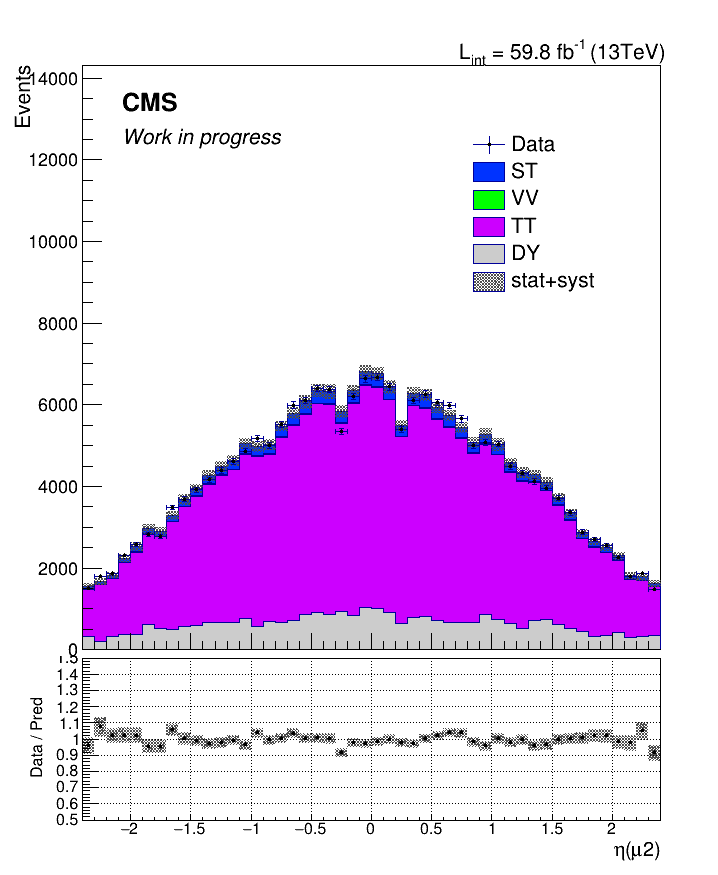 L_int = 59.8 fb^-1 (13TeV)
Events
14000
CMS
Work in progress
12000
10000
8000
6000
4000
2000
0
Data
ST
VV
TT
DY
stat+syst
Data / Pred
1.5
1.4
1.3
1.2
1.1
1
0.9
0.8
0.7
0.6
0.5
−2 −1.5 −1 −0.5 0 0.5 1 1.5 2
η(μ2)